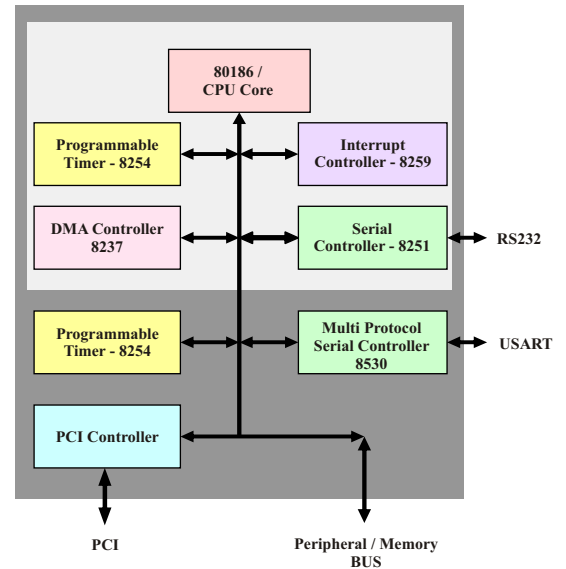 80186 /
CPU Core
Programmable
Timer - 8254
Interrupt
Controller - 8259
DMA Controller
8237
Serial
Controller - 8251
RS232
Programmable
Timer - 8254
Multi Protocol
Serial Controller
8530
USART
PCI Controller
PCI
Peripheral / Memory
BUS